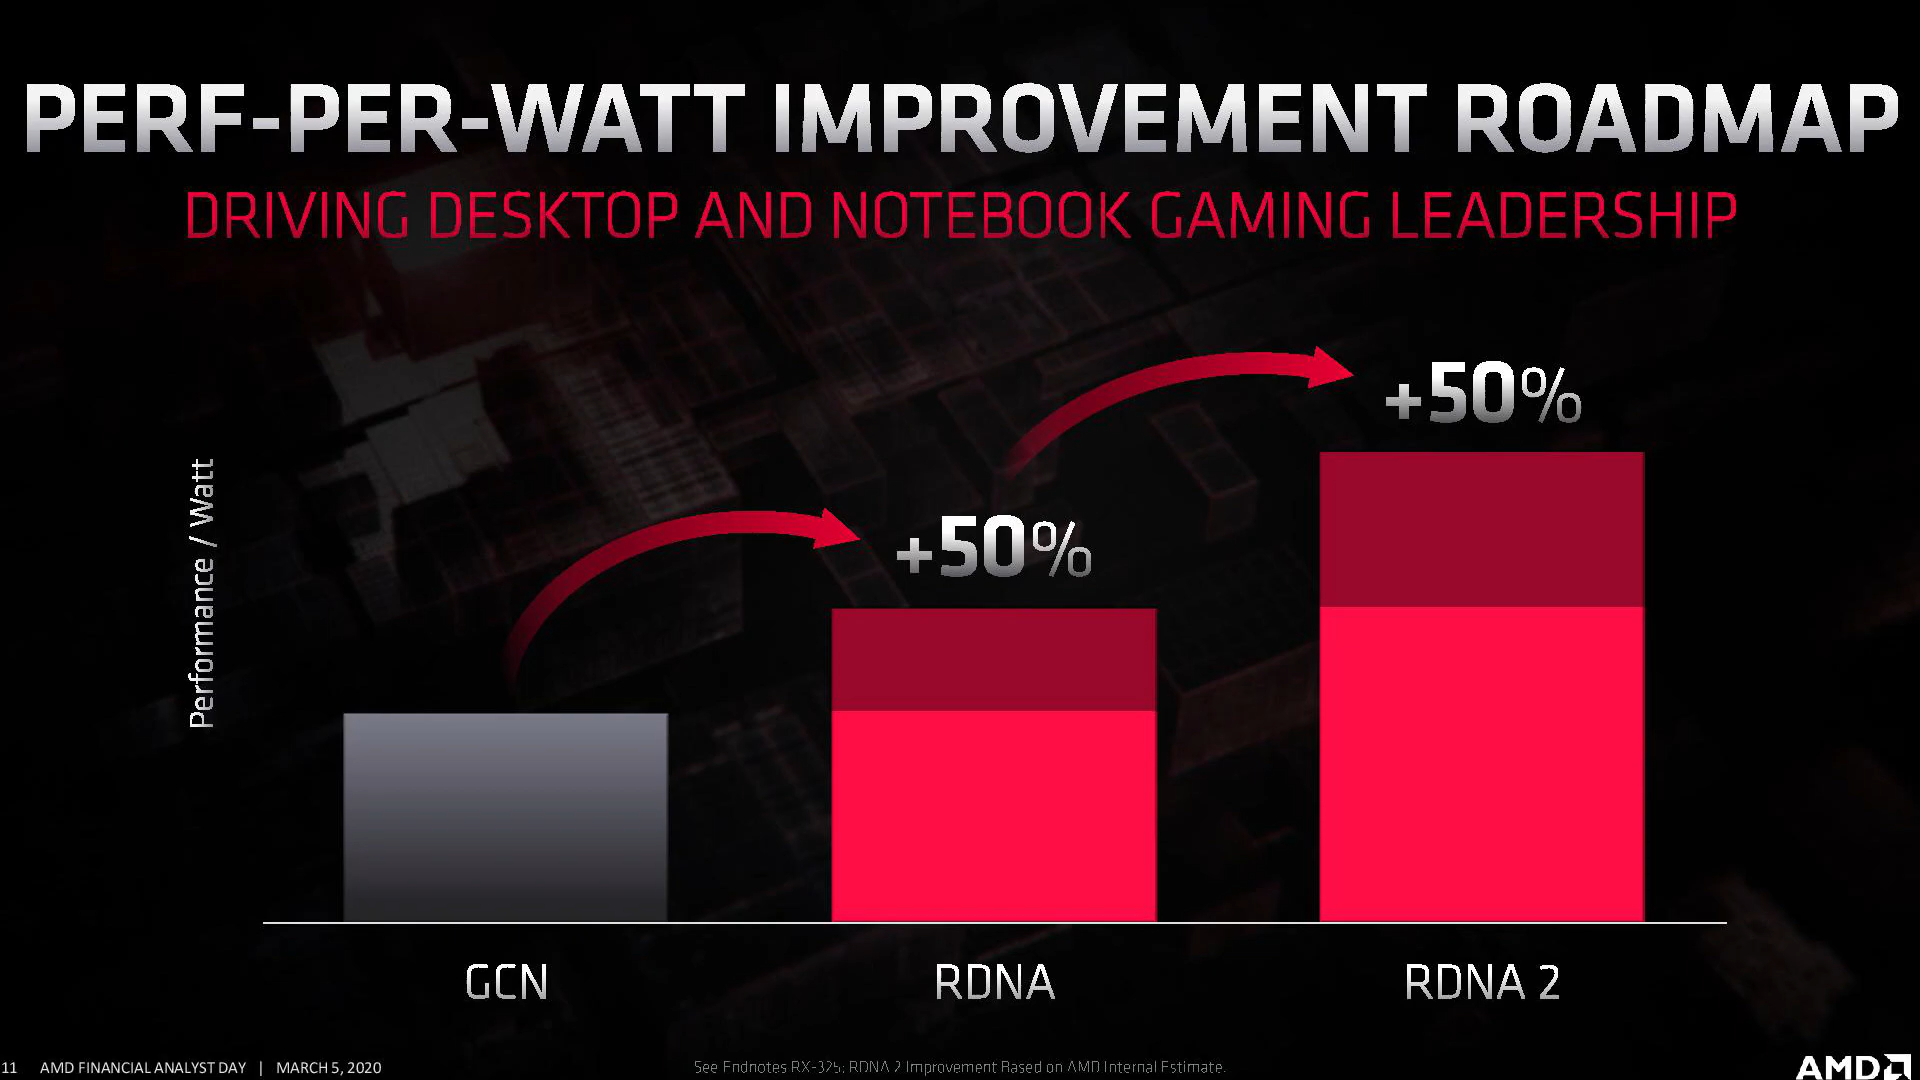 PERF-PER-WATT IMPROVEMENT ROADMAP
DRIVING DESKTOP AND NOTEBOOK GAMING LEADERSHIP
+50%
+50%
Performance / Watt
GCN
RDNA
RDNA 2
11 AMD FINANCIAL ANALYST DAY | MARCH 5, 2020
See Endnotes RX-325; RDNA 2 Improvement Based on AMD Internal Estimate.
AMD